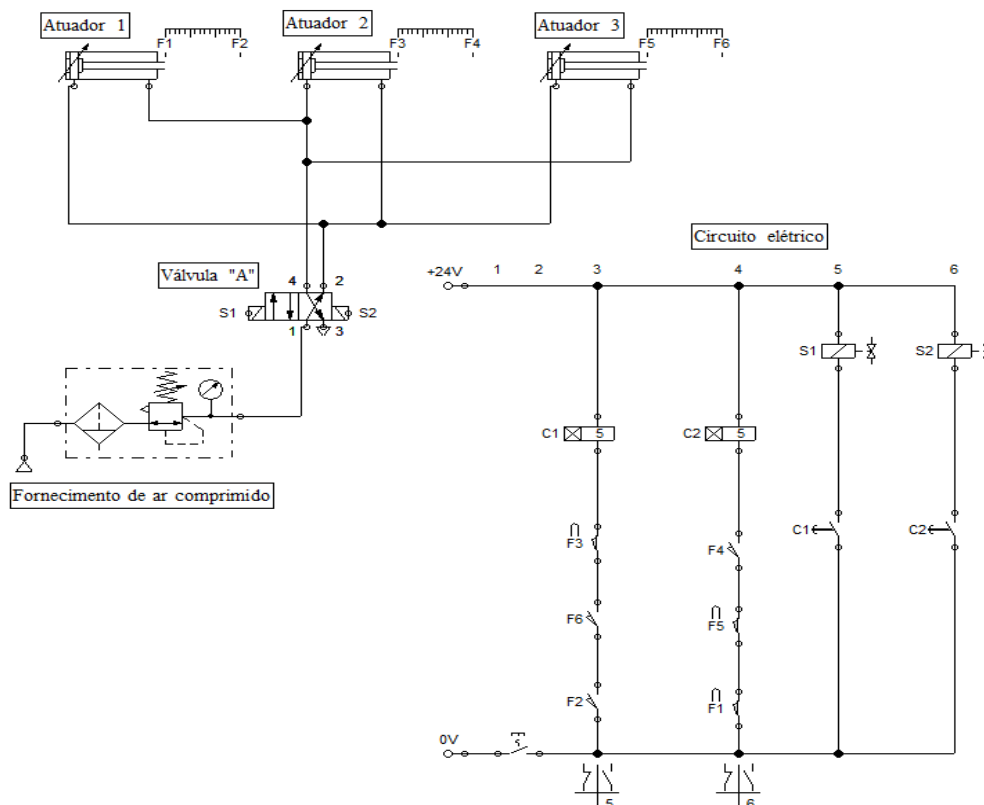 Atuador 1
Atuador 2
Atuador 3
F1 F2
F3 F4
F5 F6
Circuito elétrico
Válvula "A"
4 2
S1 S2
1 3
+24V 1 2 3 4 5 6
S1 S2
C1 5 C2 5
Fornecimento de ar comprimido
F3 F4 C1 C2
F6 F5
F2 F1
0V
5 6